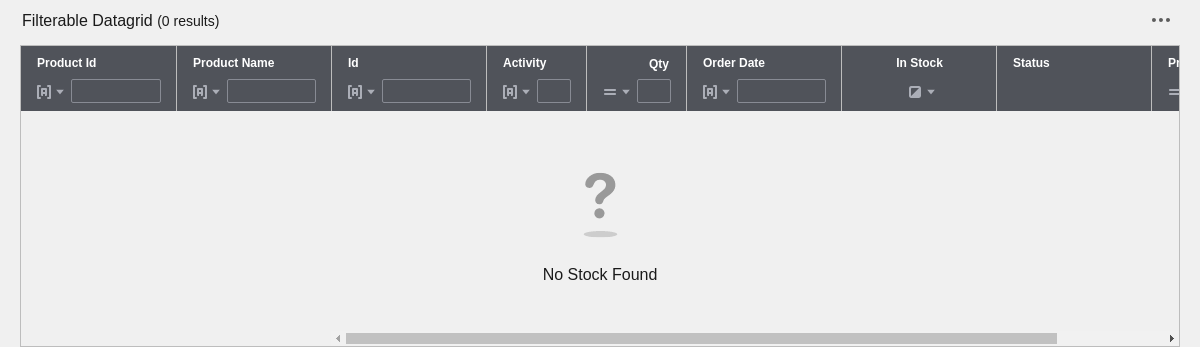 Filterable Datagrid (0 results)
Product Id Product Name Id Activity Qty Order Date In Stock Status
No Stock Found